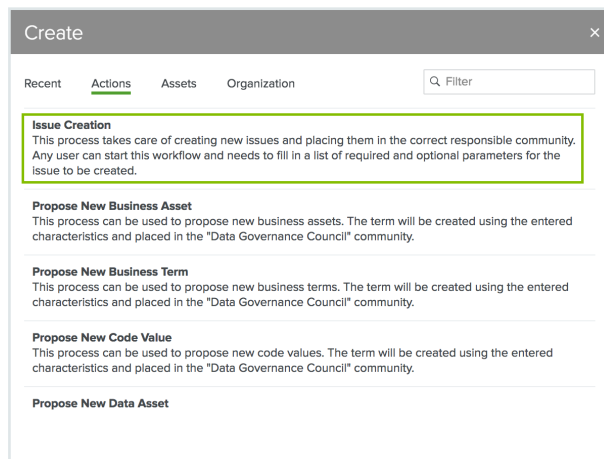 Create
Recent Actions Assets Organization Filter
Issue Creation
This process takes care of creating new issues and placing them in the correct responsible community.
Any user can start this workflow and needs to fill in a list of required and optional parameters for the
issue to be created.
Propose New Business Asset
This process can be used to propose new business assets. The term will be created using the entered
characteristics and placed in the "Data Governance Council" community.
Propose New Business Term
This process can be used to propose new business terms. The term will be created using the entered
characteristics and placed in the "Data Governance Council" community.
Propose New Code Value
This process can be used to propose new code values. The term will be created using the entered
characteristics and placed in the "Data Governance Council" community.
Propose New Data Asset